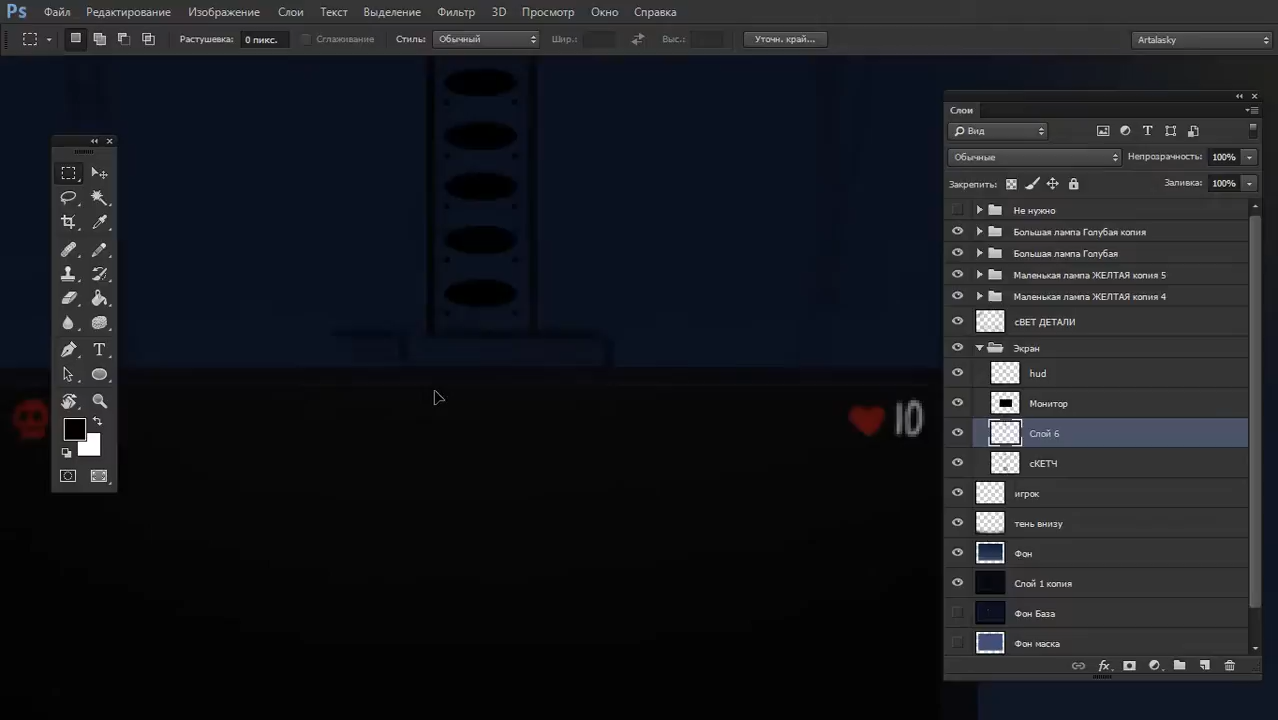 Ps Файл Редактирование Изображение Слои Текст Выделение Фильтр 3D Просмотр Окно Справка
Растушевка: 0 пикс. Сглаживание Стиль: Обычный Шир.: Выс.: Уточн. край... Artalasky
Слои
Вид
Обычные Непрозрачность: 100%
Закрепить: Заливка: 100%
Не нужно
Большая лампа Голубая копия
Большая лампа Голубая
Маленькая лампа ЖЕЛТАЯ копия 5
Маленькая лампа ЖЕЛТАЯ копия 4
сВЕТ ДЕТАЛИ
Экран
hud
Монитор
Слой 6
сКЕТЧ
игрок
тень внизу
Фон
Слой 1 копия
Фон База
Фон маска
10